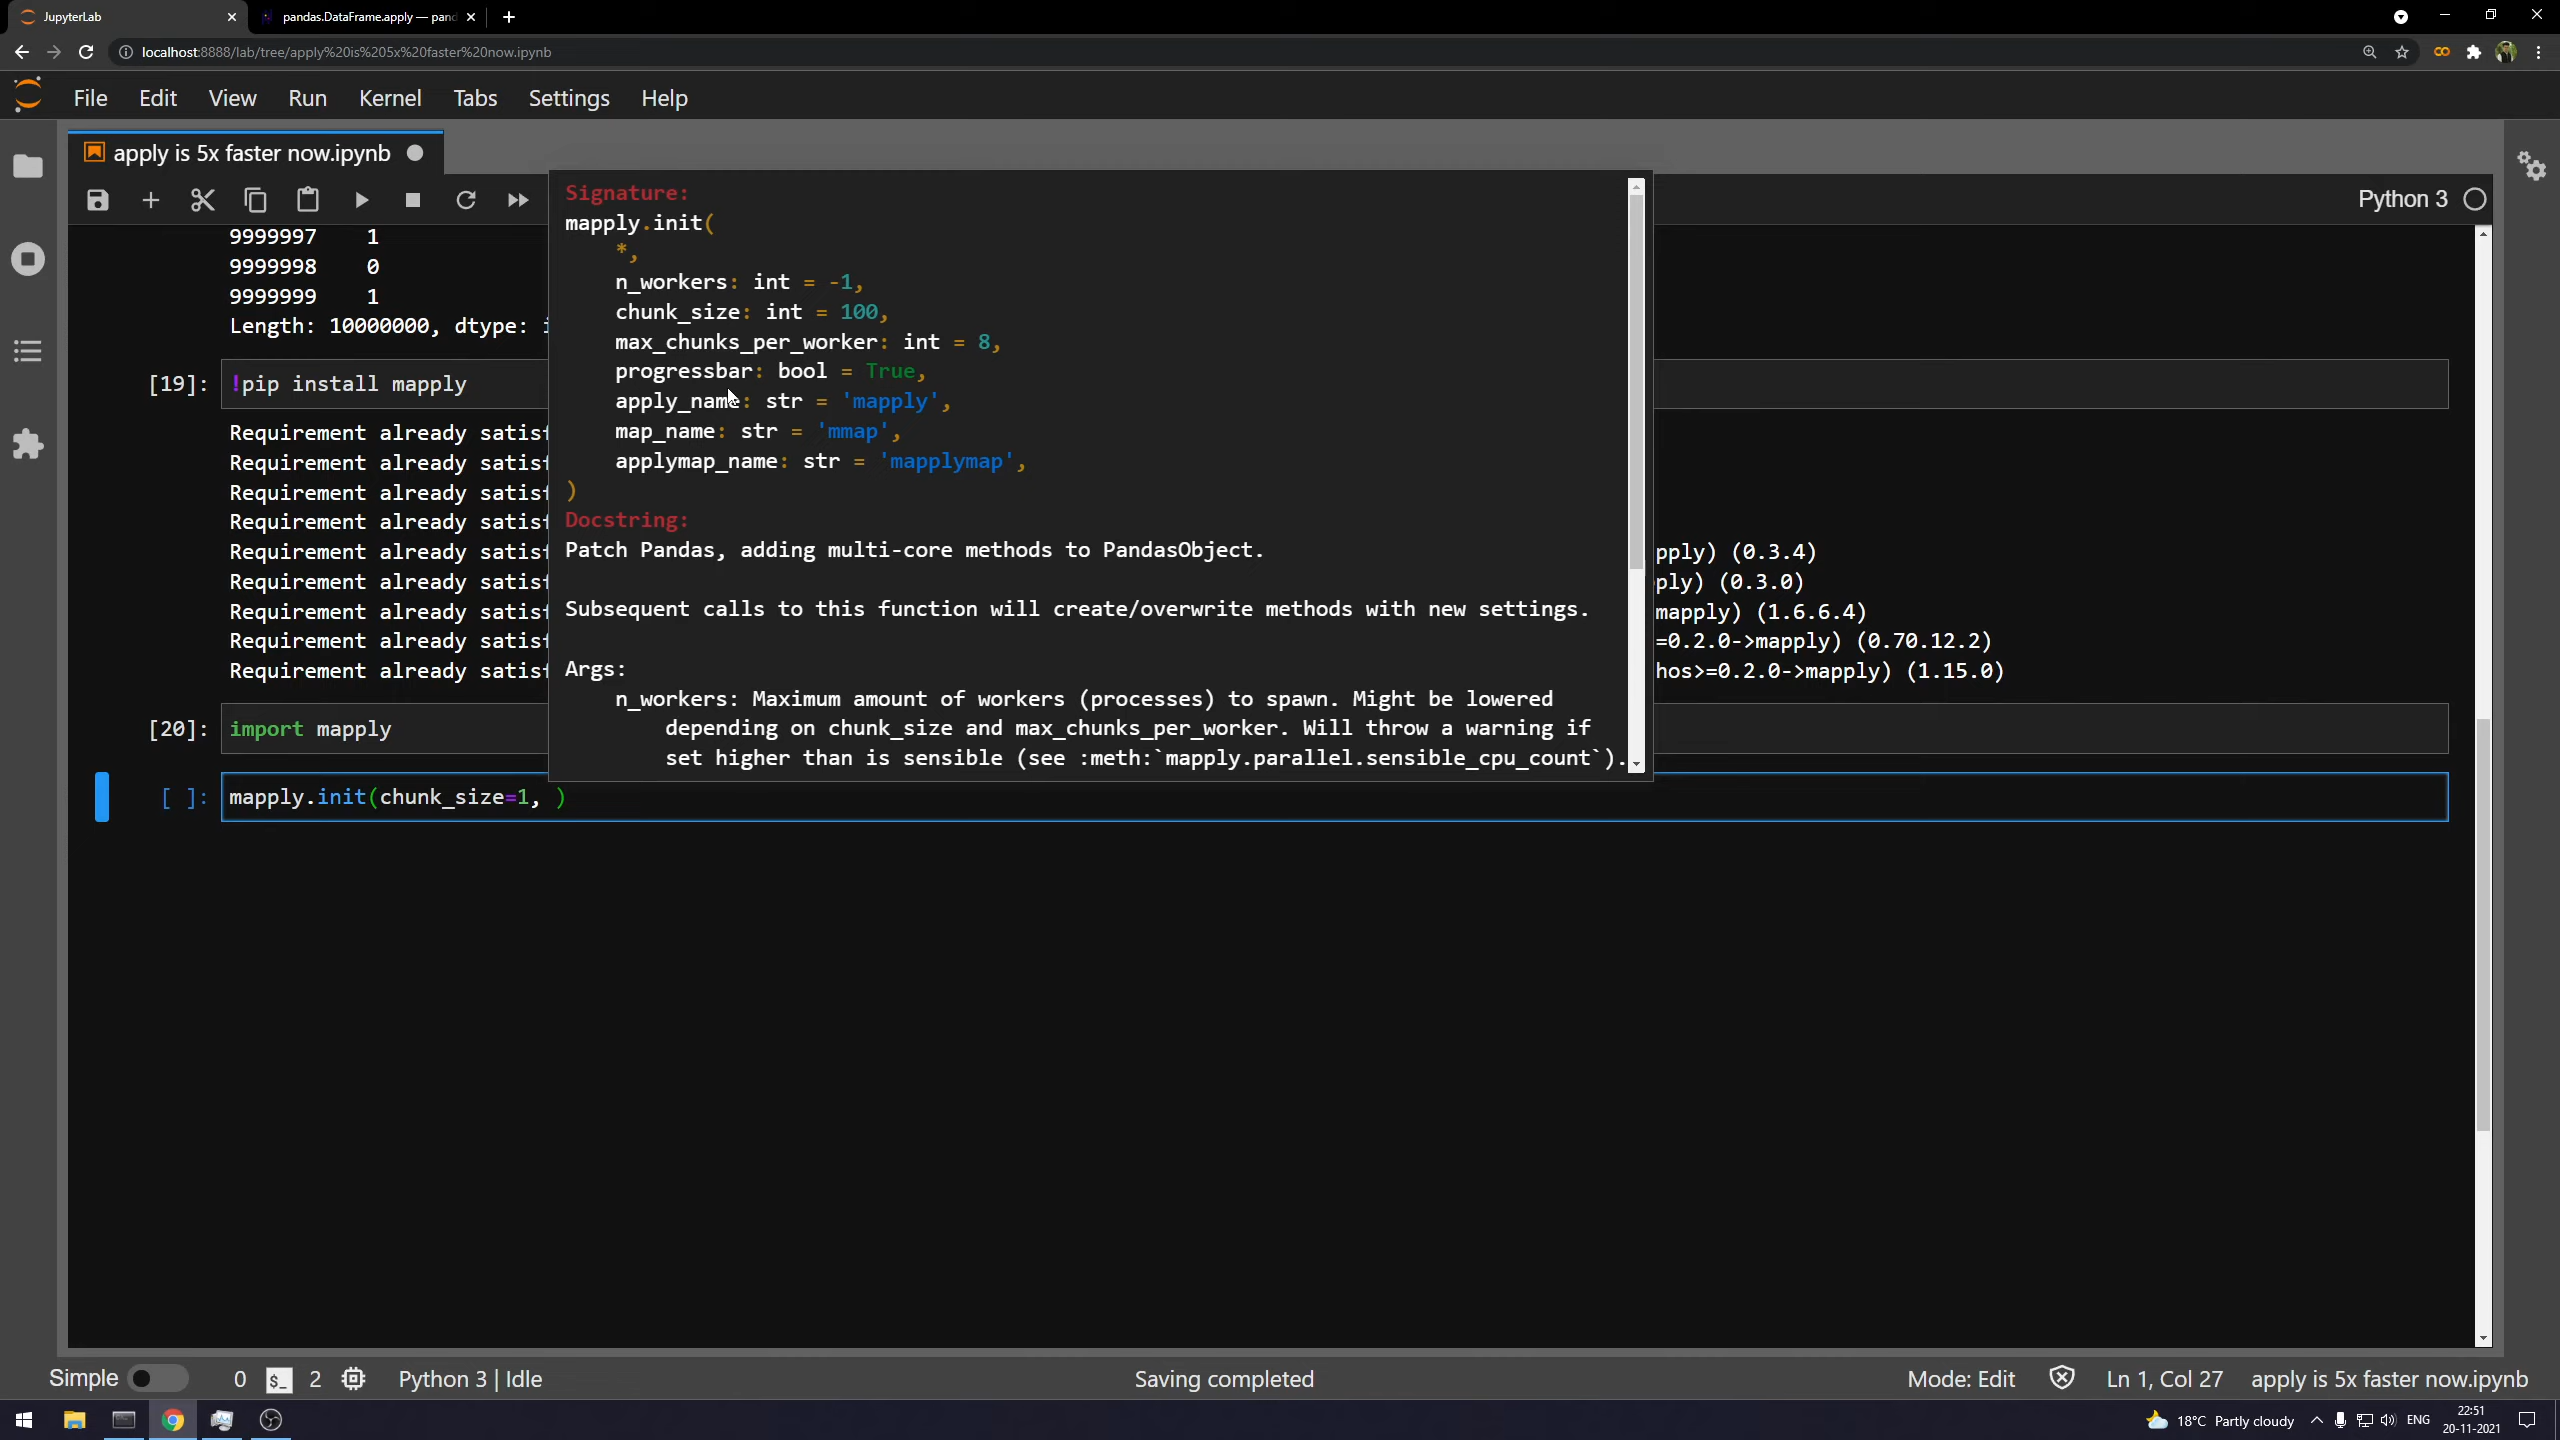 JupyterLab
pandas.DataFrame.apply — pand
localhost:8888/lab/tree/apply%20is%205x%20faster%20now.ipynb
File Edit View Run Kernel Tabs Settings Help
apply is 5x faster now.ipynb
Python 3
9999997 1
9999998 0
9999999 1
Length: 10000000, dtype: i
[19]: !pip install mapply
Requirement already satisf
Requirement already satisf
Requirement already satisf
Requirement already satisf
Requirement already satisf
Requirement already satisf
Requirement already satisf
Requirement already satisf
Requirement already satisf
Signature:
mapply.init(
*,
n_workers: int = -1,
chunk_size: int = 100,
max_chunks_per_worker: int = 8,
progressbar: bool = True,
apply_name: str = 'mapply',
map_name: str = 'mmap',
applymap_name: str = 'mapplymap',
)
Docstring:
Patch Pandas, adding multi-core methods to PandasObject.
Subsequent calls to this function will create/overwrite methods with new settings.
Args:
n_workers: Maximum amount of workers (processes) to spawn. Might be lowered
depending on chunk_size and max_chunks_per_worker. Will throw a warning if
set higher than is sensible (see :meth:`mapply.parallel.sensible_cpu_count`).
pply) (0.3.4)
ply) (0.3.0)
mapply) (1.6.6.4)
=0.2.0->mapply) (0.70.12.2)
hos>=0.2.0->mapply) (1.15.0)
[20]: import mapply
[ ]: mapply.init(chunk_size=1, )
Simple 0 $_ 2 Python 3 | Idle Saving completed Mode: Edit Ln 1, Col 27 apply is 5x faster now.ipynb
18°C Partly cloudy ENG 22:51
20-11-2021